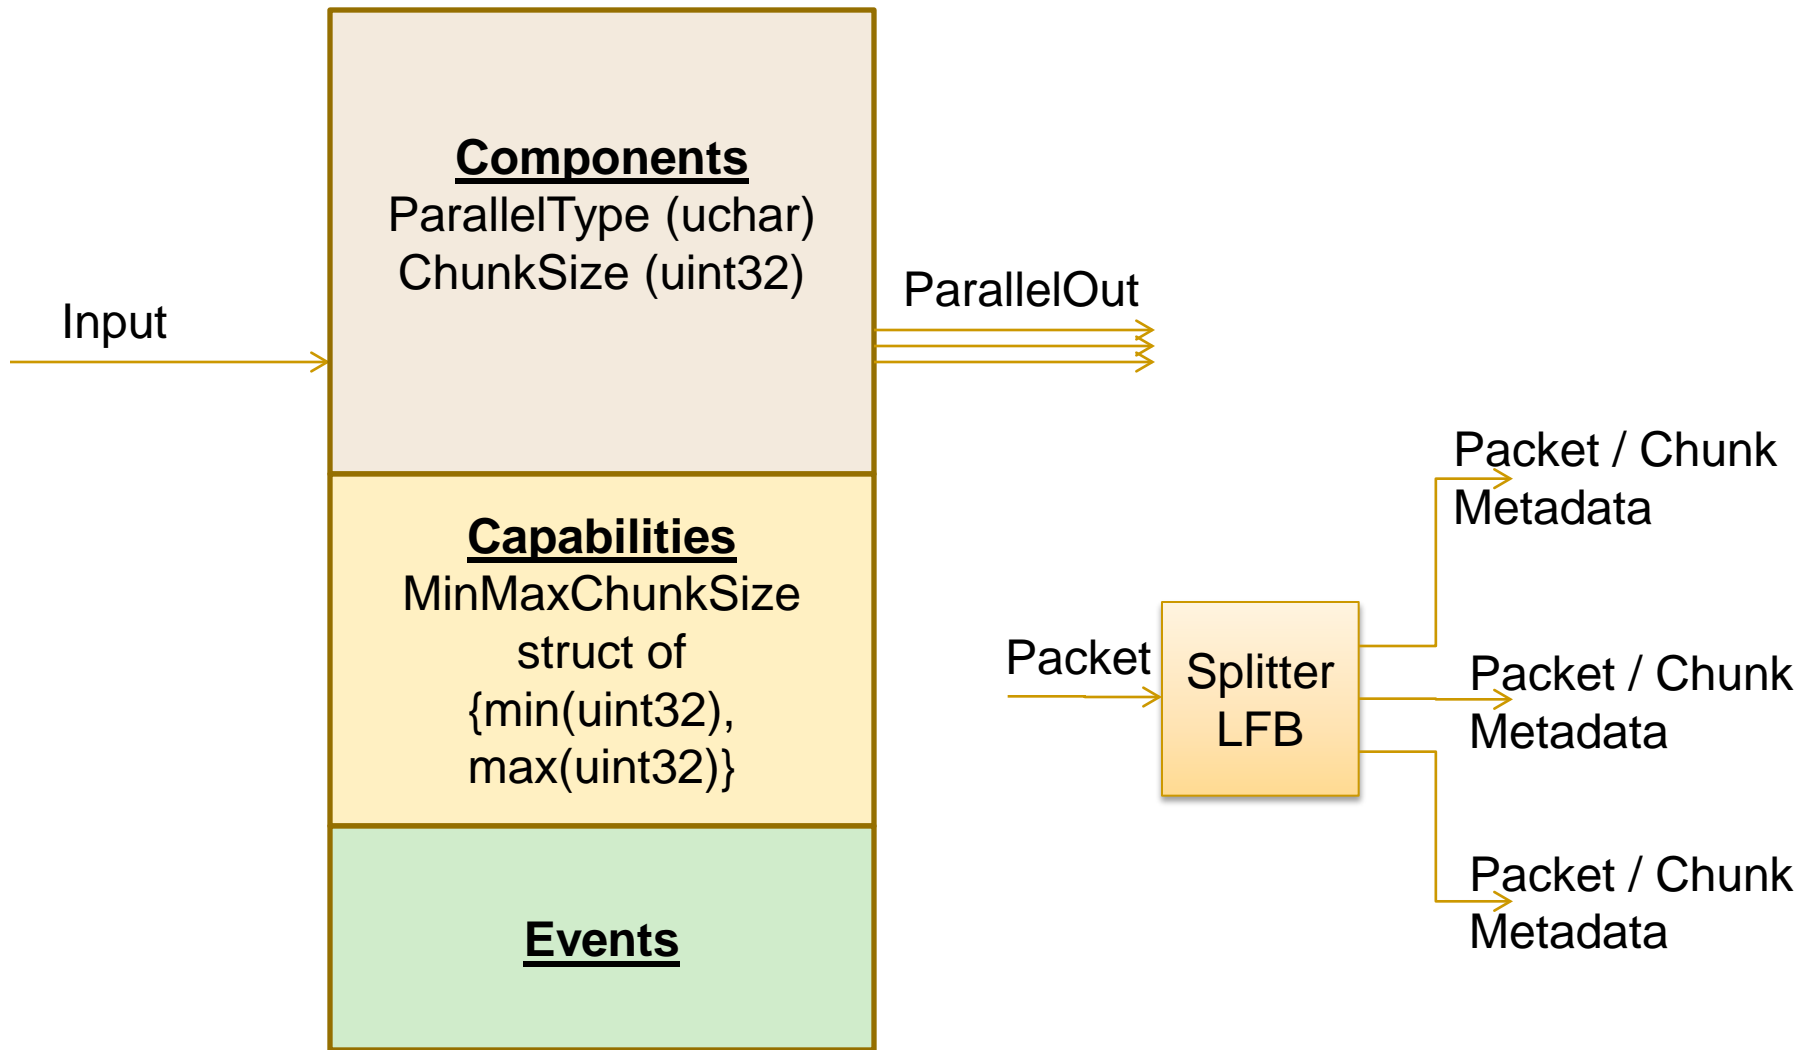 Components
ParallelType (uchar)
ChunkSize (uint32)
Input
ParallelOut
Capabilities
MinMaxChunkSize
struct of
{min(uint32),
max(uint32)}
Events
Packet
Splitter
LFB
Packet / Chunk
Metadata
Packet / Chunk
Metadata
Packet / Chunk
Metadata